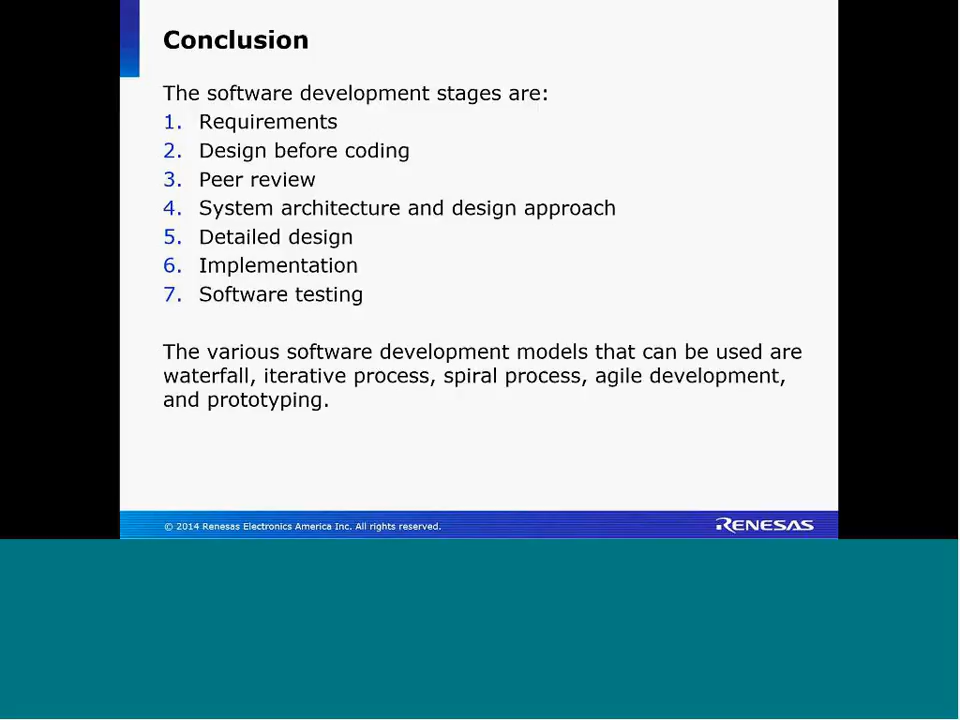 Conclusion
The software development stages are:
1. Requirements
2. Design before coding
3. Peer review
4. System architecture and design approach
5. Detailed design
6. Implementation
7. Software testing
The various software development models that can be used are
waterfall, iterative process, spiral process, agile development,
and prototyping.
© 2014 Renesas Electronics America Inc. All rights reserved.
RENESAS